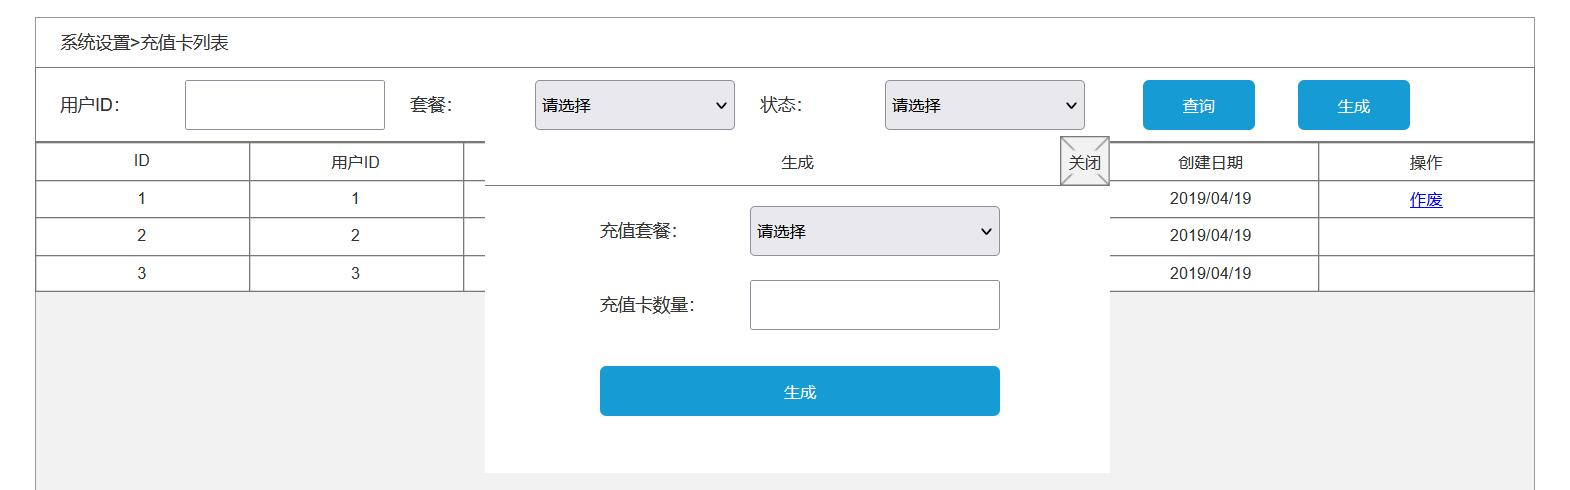 系统设置>充值卡列表
用户ID： 套餐： 请选择 状态： 请选择 查询 生成
ID 用户ID 生成 关闭 创建日期 操作
1 1 2019/04/19 作废
充值套餐： 请选择
2 2 2019/04/19
3 3 2019/04/19
充值卡数量：
生成